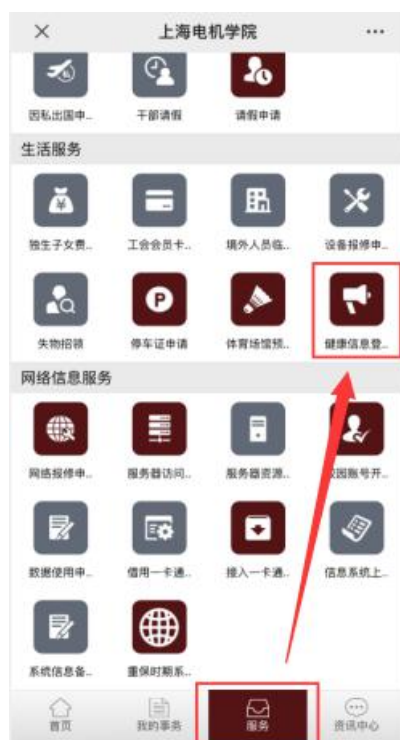 上海电机学院
因私出国申..
干部请假
请假申请
生活服务
独生子女费..
工会会员卡..
境外人员临..
设备报修申..
失物招领
停车证申请
体育场馆预..
健康信息登..
网络信息服务
网络报修申..
服务器访问..
服务器资源..
校园账号开..
数据使用申..
借用一卡通..
接入一卡通..
信息系统上..
系统信息备..
重保时期系..
首页
我的事务
服务
资讯中心